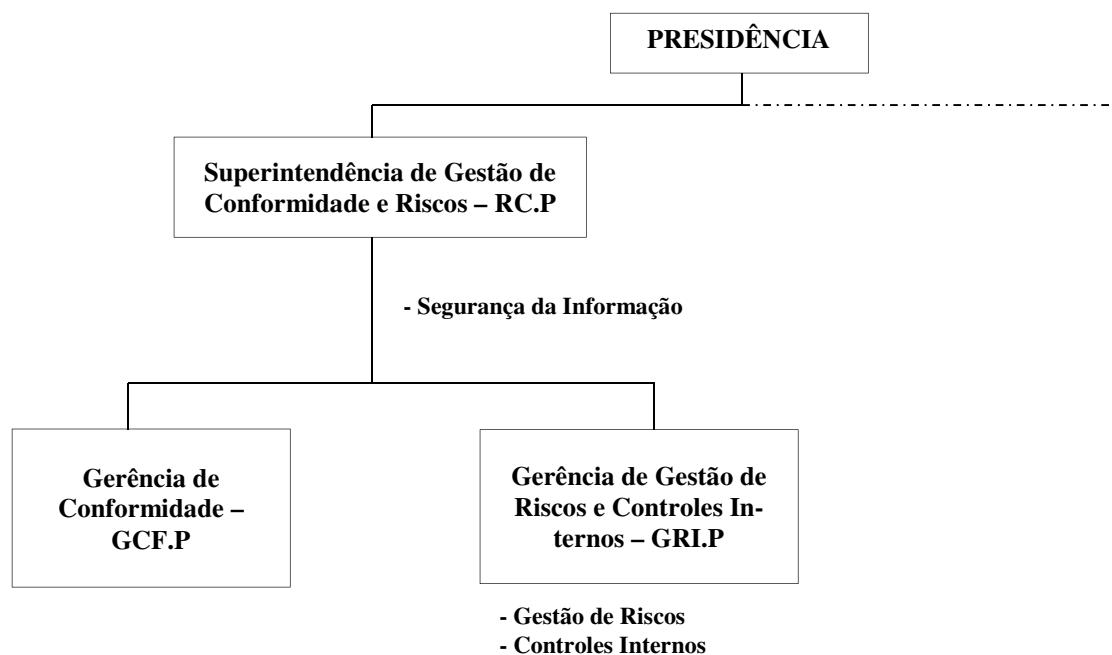 PRESIDÊNCIA
Superintendência de Gestão de
Conformidade e Riscos – RC.P
- Segurança da Informação
Gerência de
Conformidade –
GCF.P
Gerência de Gestão de
Riscos e Controles In-
ternos – GRI.P
- Gestão de Riscos
- Controles Internos